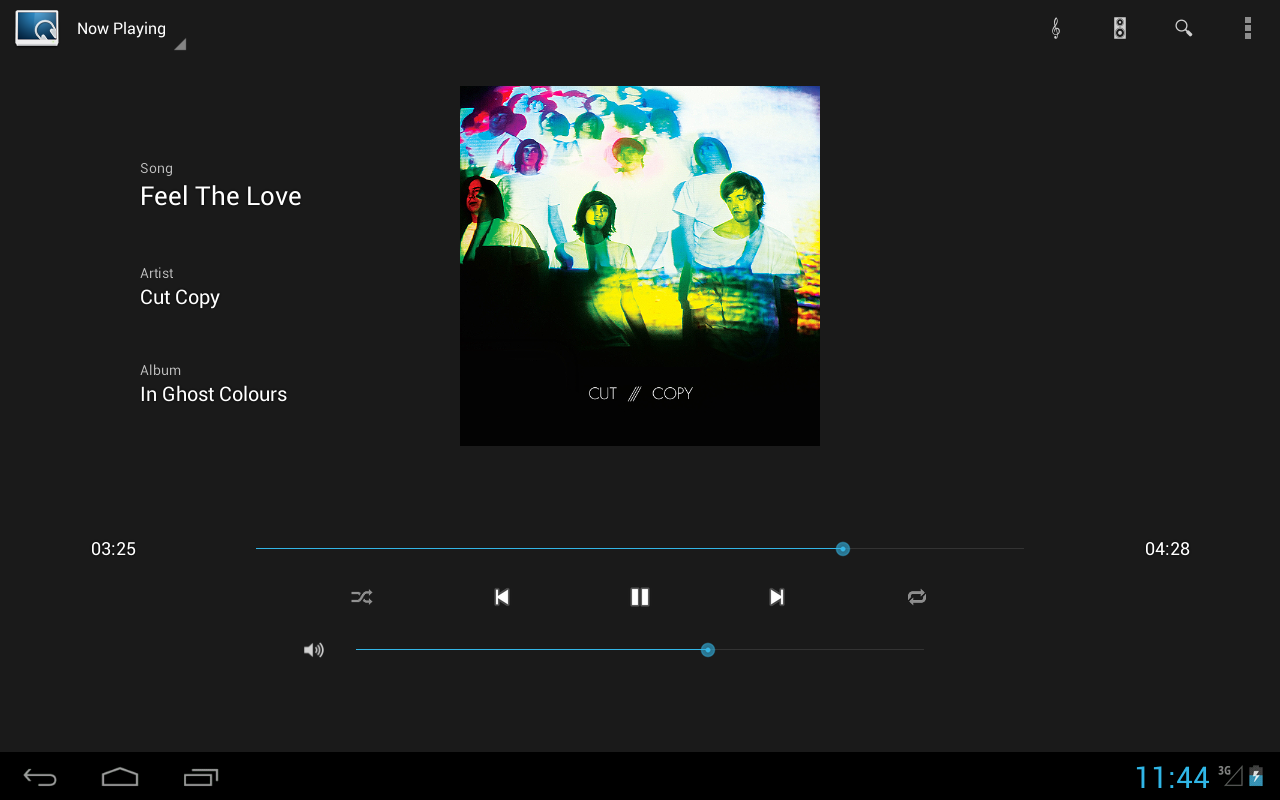 Now Playing
Song
Feel The Love
Artist
Cut Copy
Album
In Ghost Colours
CUT /// COPY
03:25
04:28
11:44
3G